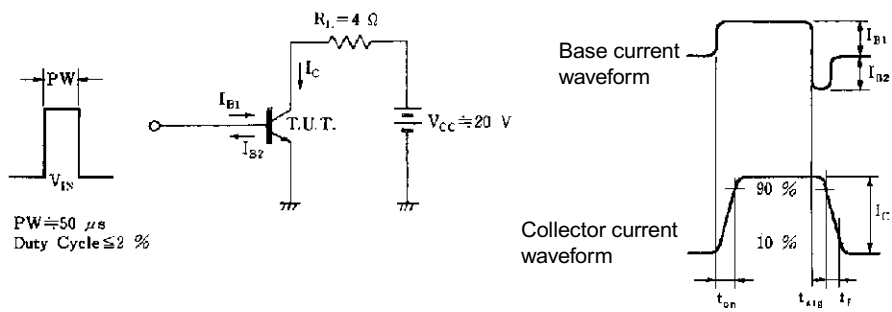 R_L=4 Ω
PW
I_C
I_B1
T.U.T.
I_B2
V_CC≒20 V
V_IN
PW≒50 μs
Duty Cycle≦2 %
Base current
waveform
I_B1
I_B2
90 %
Collector current
waveform
10 %
I_C
t_on
t_stg
t_f